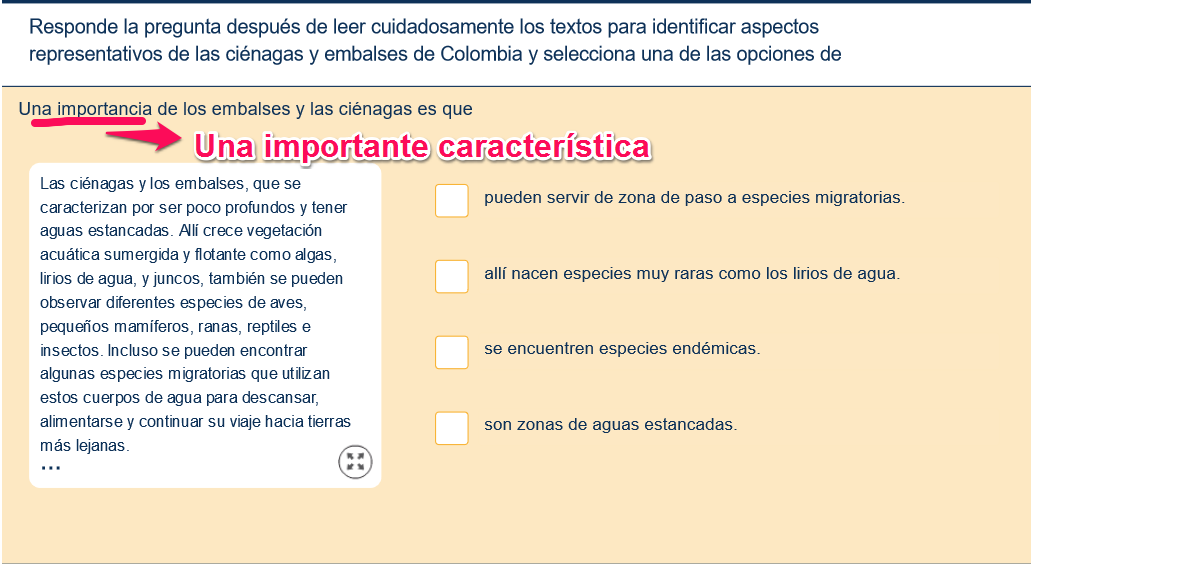 Responde la pregunta después de leer cuidadosamente los textos para identificar aspectos
representativos de las ciénagas y embalses de Colombia y selecciona una de las opciones de
Una importancia de los embalses y las ciénagas es que
Una importante característica
Las ciénagas y los embalses, que se
caracterizan por ser poco profundos y tener
aguas estancadas. Allí crece vegetación
acuática sumergida y flotante como algas,
lirios de agua, y juncos, también se pueden
observar diferentes especies de aves,
pequeños mamíferos, ranas, reptiles e
insectos. Incluso se pueden encontrar
algunas especies migratorias que utilizan
estos cuerpos de agua para descansar,
alimentarse y continuar su viaje hacia tierras
más lejanas.
...
pueden servir de zona de paso a especies migratorias.
allí nacen especies muy raras como los lirios de agua.
se encuentren especies endémicas.
son zonas de aguas estancadas.